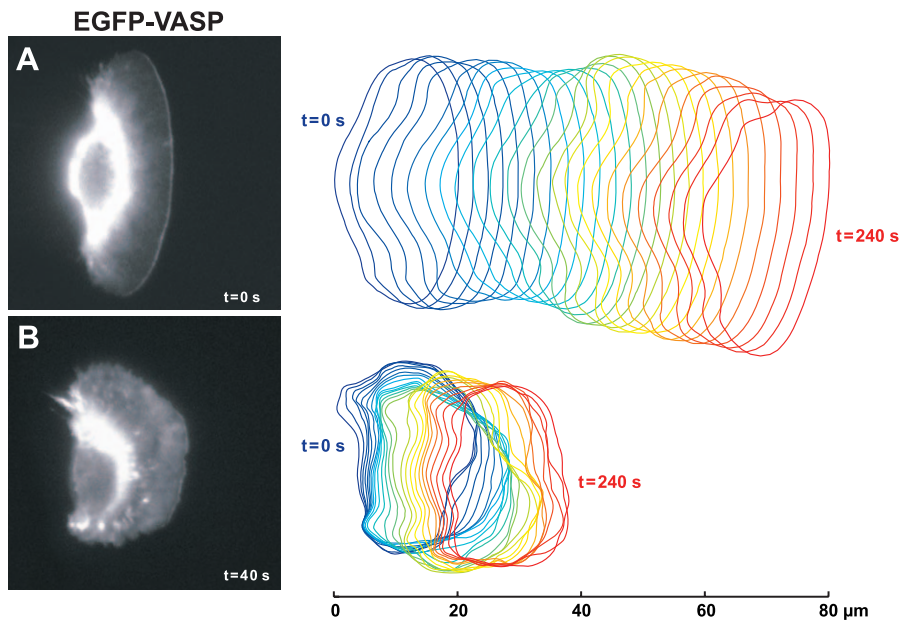 EGFP-VASP
A
t=0 s
t=0 s
t=240 s
B
t=40 s
t=0 s
t=240 s
0 20 40 60 80 µm